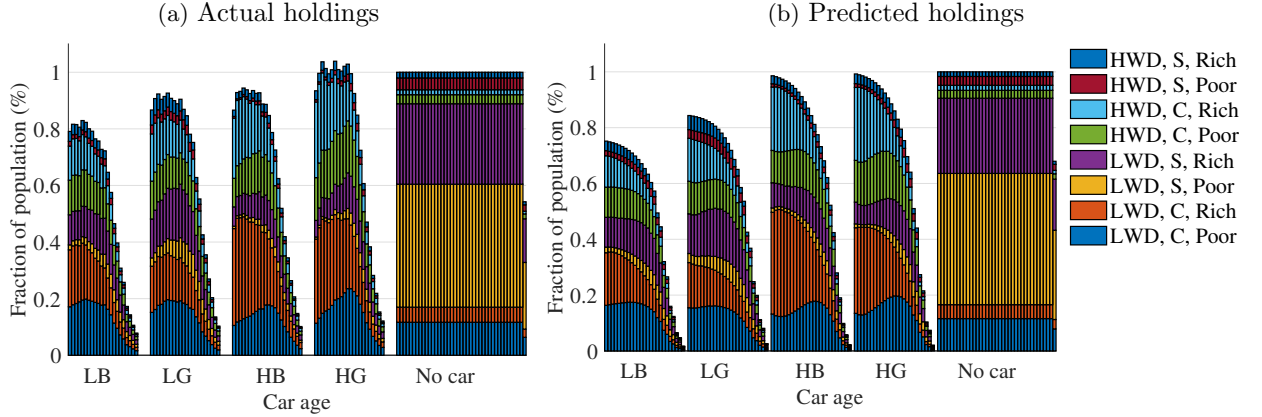 (a) Actual holdings
Fraction of population (%)
1
0.8
0.6
0.4
0.2
0
LB LG HB HG No car
Car age
(b) Predicted holdings
Fraction of population (%)
1
0.8
0.6
0.4
0.2
0
LB LG HB HG No car
Car age
HWD, S, Rich
HWD, S, Poor
HWD, C, Rich
HWD, C, Poor
LWD, S, Rich
LWD, S, Poor
LWD, C, Rich
LWD, C, Poor